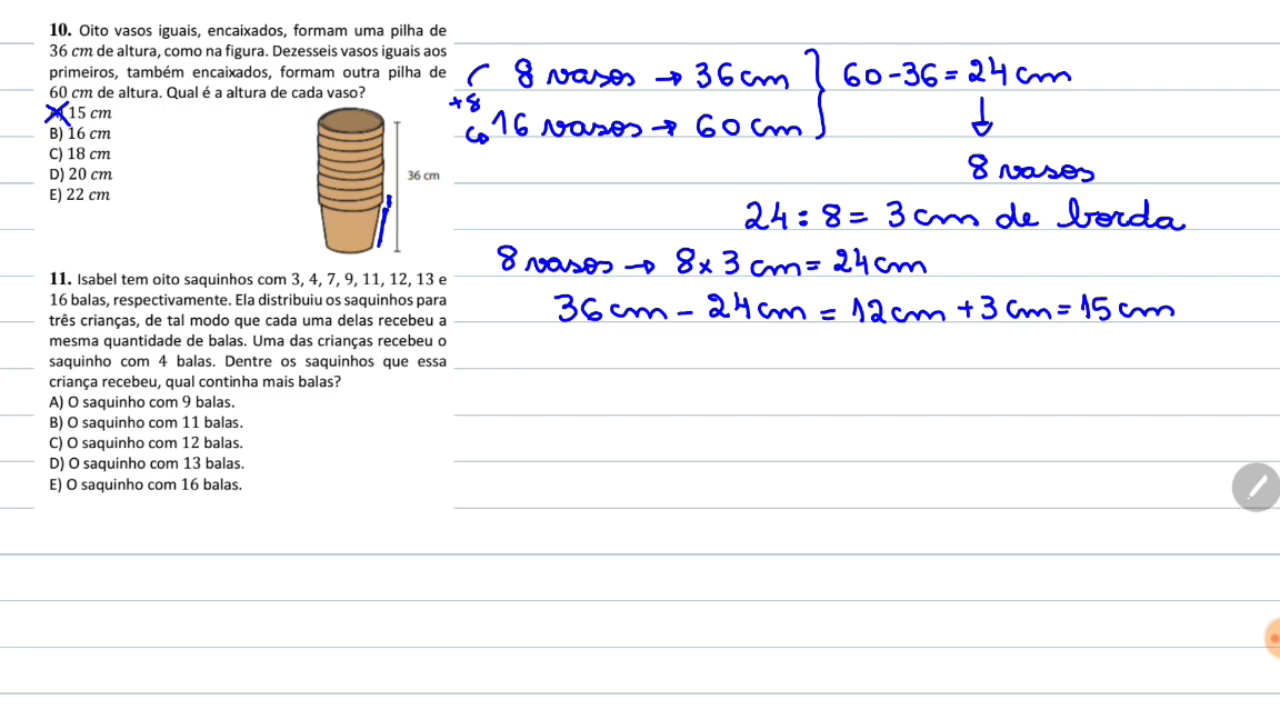 10. Oito vasos iguais, encaixados, formam uma pilha de
36 cm de altura, como na figura. Dezesseis vasos iguais aos
primeiros, também encaixados, formam outra pilha de
60 cm de altura. Qual é a altura de cada vaso?
A) 15 cm
B) 16 cm
C) 18 cm
D) 20 cm
E) 22 cm
36 cm
11. Isabel tem oito saquinhos com 3, 4, 7, 9, 11, 12, 13 e
16 balas, respectivamente. Ela distribuiu os saquinhos para
três crianças, de tal modo que cada uma delas recebeu a
mesma quantidade de balas. Uma das crianças recebeu o
saquinho com 4 balas. Dentre os saquinhos que essa
criança recebeu, qual continha mais balas?
A) O saquinho com 9 balas.
B) O saquinho com 11 balas.
C) O saquinho com 12 balas.
D) O saquinho com 13 balas.
E) O saquinho com 16 balas.
8 vasos → 36 cm } 60 - 36 = 24 cm
+8
16 vasos → 60 cm
↓
8 vasos
24 : 8 = 3 cm de borda
8 vasos → 8 x 3 cm = 24 cm
36 cm - 24 cm = 12 cm + 3 cm = 15 cm